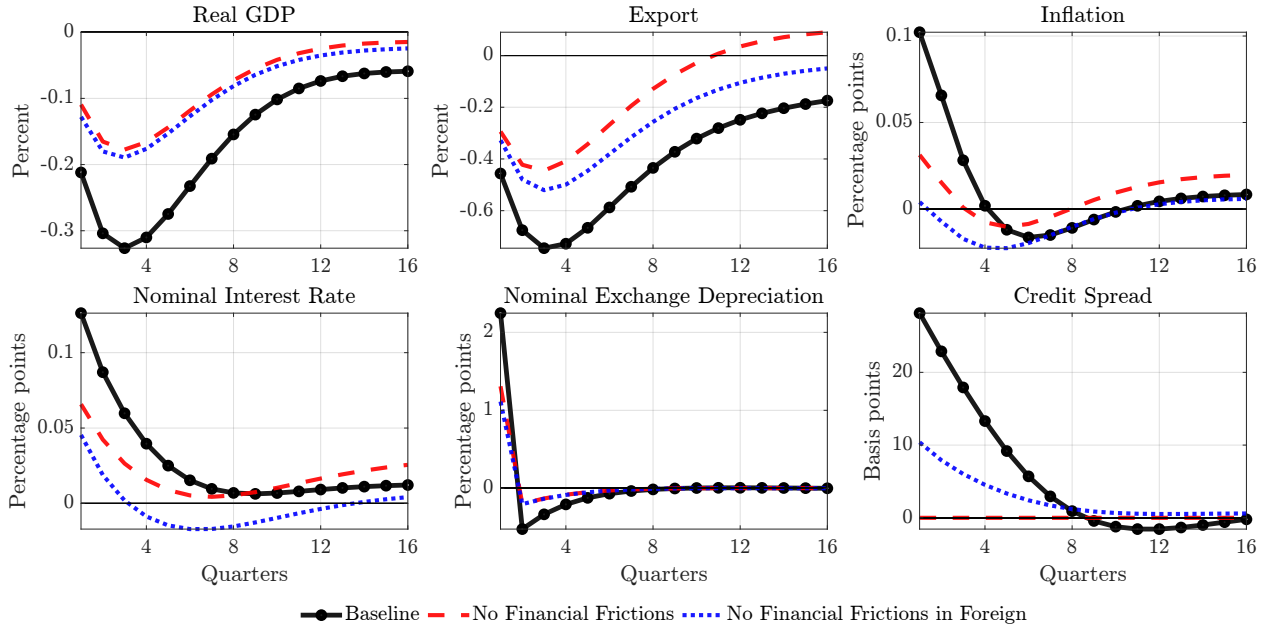 Real GDP
Export
Inflation
Percent
0
-0.1
-0.2
-0.3
4
8
12
16
Percent
0
-0.2
-0.4
-0.6
4
8
12
16
Percentage points
0.1
0.05
0
4
8
12
16
Nominal Interest Rate
Nominal Exchange Depreciation
Credit Spread
Percentage points
0.1
0.05
0
4
8
12
16
Quarters
Percentage points
2
1
0
4
8
12
16
Quarters
Basis points
20
10
0
4
8
12
16
Quarters
Baseline
No Financial Frictions
No Financial Frictions in Foreign